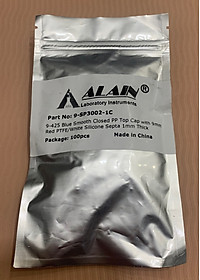 ALAIN
Laboratory Instruments
Part No: 9-SP3002-1C
9-425 Blue Smooth Closed PP Top Cap with 9mm
Red PTFE/White Silicone Septa 1mm Thick
Package: 100pcs Made in China